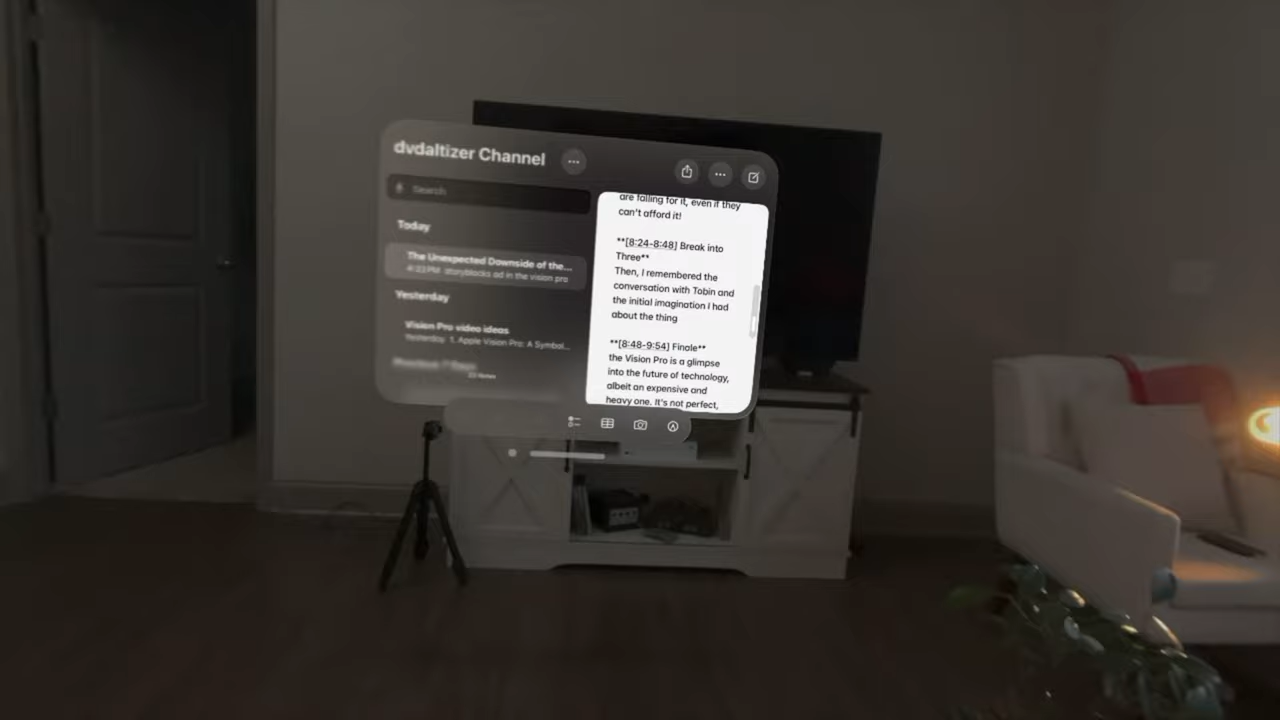 dvdaltizer Channel
Search
Today
The Unexpected Downside of the...
4:33 PM storyblocks ad in the vision pro
Yesterday
Vision Pro video ideas
Yesterday 1. Apple Vision Pro: A Symbol...
23 Notes
are falling for it, even if they
can't afford it!
**[8:24-8:48] Break into
Three**
Then, I remembered the
conversation with Tobin and
the initial imagination I had
about the thing
**[8:48-9:54] Finale**
the Vision Pro is a glimpse
into the future of technology,
albeit an expensive and
heavy one. It's not perfect,